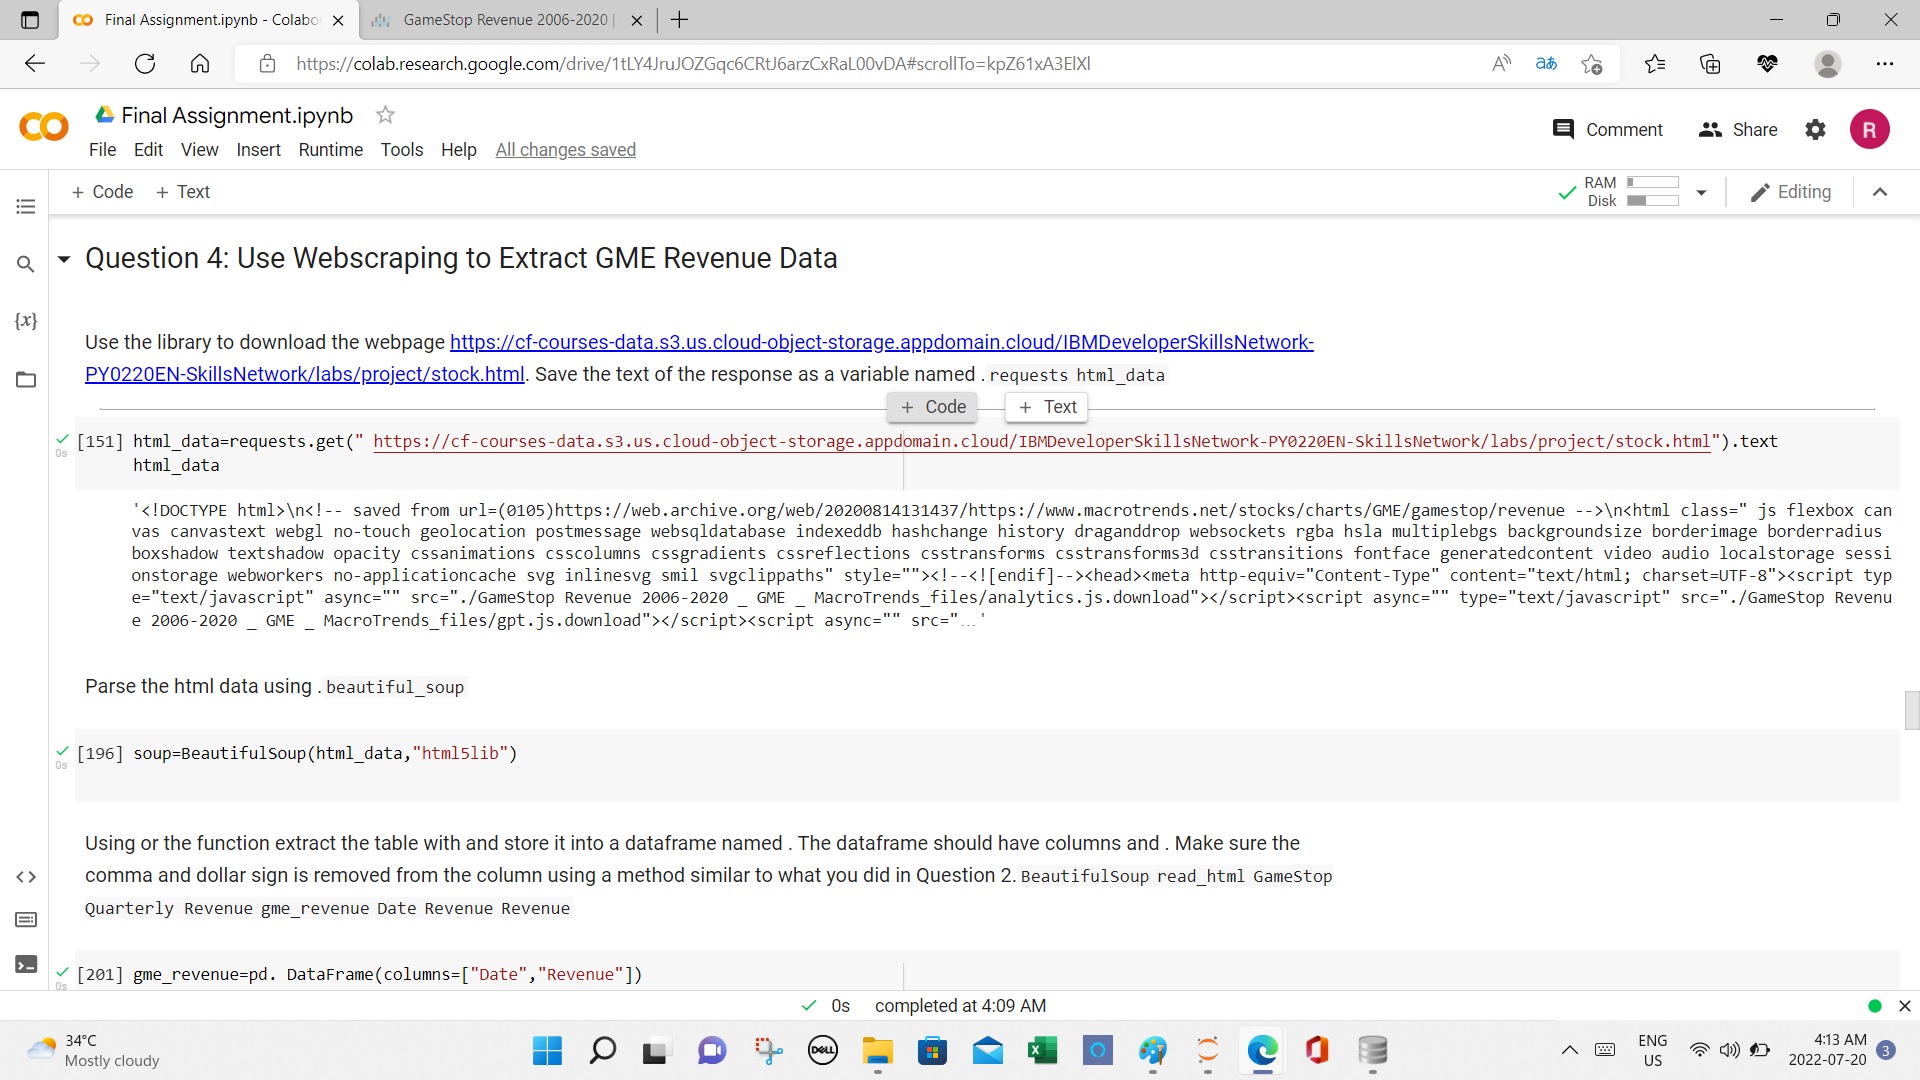 Final Assignment.ipynb - Colabo
GameStop Revenue 2006-2020 |
https://colab.research.google.com/drive/1tLY4JruJOZGqc6CRtJ6arzCxRaL00vDA#scrollTo=kpZ61xA3ElXl
Final Assignment.ipynb
Comment
Share
R
File Edit View Insert Runtime Tools Help All changes saved
+ Code + Text
RAM
Disk
Editing
Question 4: Use Webscraping to Extract GME Revenue Data
Use the library to download the webpage https://cf-courses-data.s3.us.cloud-object-storage.appdomain.cloud/IBMDeveloperSkillsNetwork-
PY0220EN-SkillsNetwork/labs/project/stock.html. Save the text of the response as a variable named . requests html_data
+ Code + Text
[151] html_data=requests.get(" https://cf-courses-data.s3.us.cloud-object-storage.appdomain.cloud/IBMDeveloperSkillsNetwork-PY0220EN-SkillsNetwork/labs/project/stock.html").text
0s
html_data
'<!DOCTYPE html>\n<!-- saved from url=(0105)https://web.archive.org/web/20200814131437/https://www.macrotrends.net/stocks/charts/GME/gamestop/revenue -->\n<html class=" js flexbox can
vas canvastext webgl no-touch geolocation postmessage websqldatabase indexeddb hashchange history draganddrop websockets rgba hsla multiplebgs backgroundsize borderimage borderradius
boxshadow textshadow opacity cssanimations csscolumns cssgradients cssreflections csstransforms csstransforms3d csstransitions fontface generatedcontent video audio localstorage sessi
onstorage webworkers no-applicationcache svg inlinesvg smil svgclippaths" style=""><!--<![endif]--><head><meta http-equiv="Content-Type" content="text/html; charset=UTF-8"><script typ
e="text/javascript" async="" src="./GameStop Revenue 2006-2020 _ GME _ MacroTrends_files/analytics.js.download"></script><script async="" type="text/javascript" src="./GameStop Revenu
e 2006-2020 _ GME _ MacroTrends_files/gpt.js.download"></script><script async="" src="…'
Parse the html data using . beautiful_soup
[196] soup=BeautifulSoup(html_data,"html5lib")
0s
Using or the function extract the table with and store it into a dataframe named . The dataframe should have columns and . Make sure the
comma and dollar sign is removed from the column using a method similar to what you did in Question 2. BeautifulSoup read_html GameStop
Quarterly Revenue gme_revenue Date Revenue Revenue
[201] gme_revenue=pd. DataFrame(columns=["Date","Revenue"])
0s
0s completed at 4:09 AM
34°C
Mostly cloudy
DELL
ENG
US
4:13 AM
2022-07-20
3